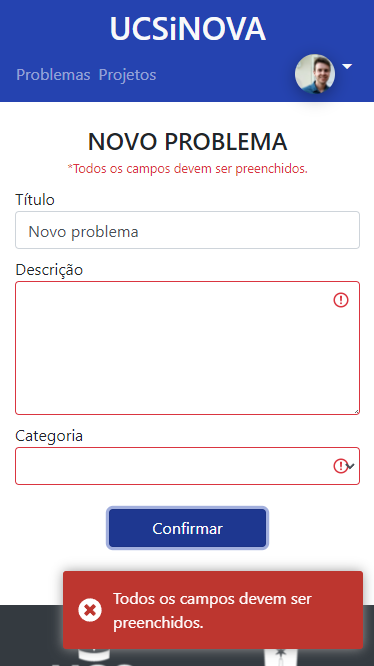 UCSiNOVA
Problemas Projetos
NOVO PROBLEMA
*Todos os campos devem ser preenchidos.
Título
Novo problema
Descrição
Categoria
Confirmar
Todos os campos devem ser
preenchidos.